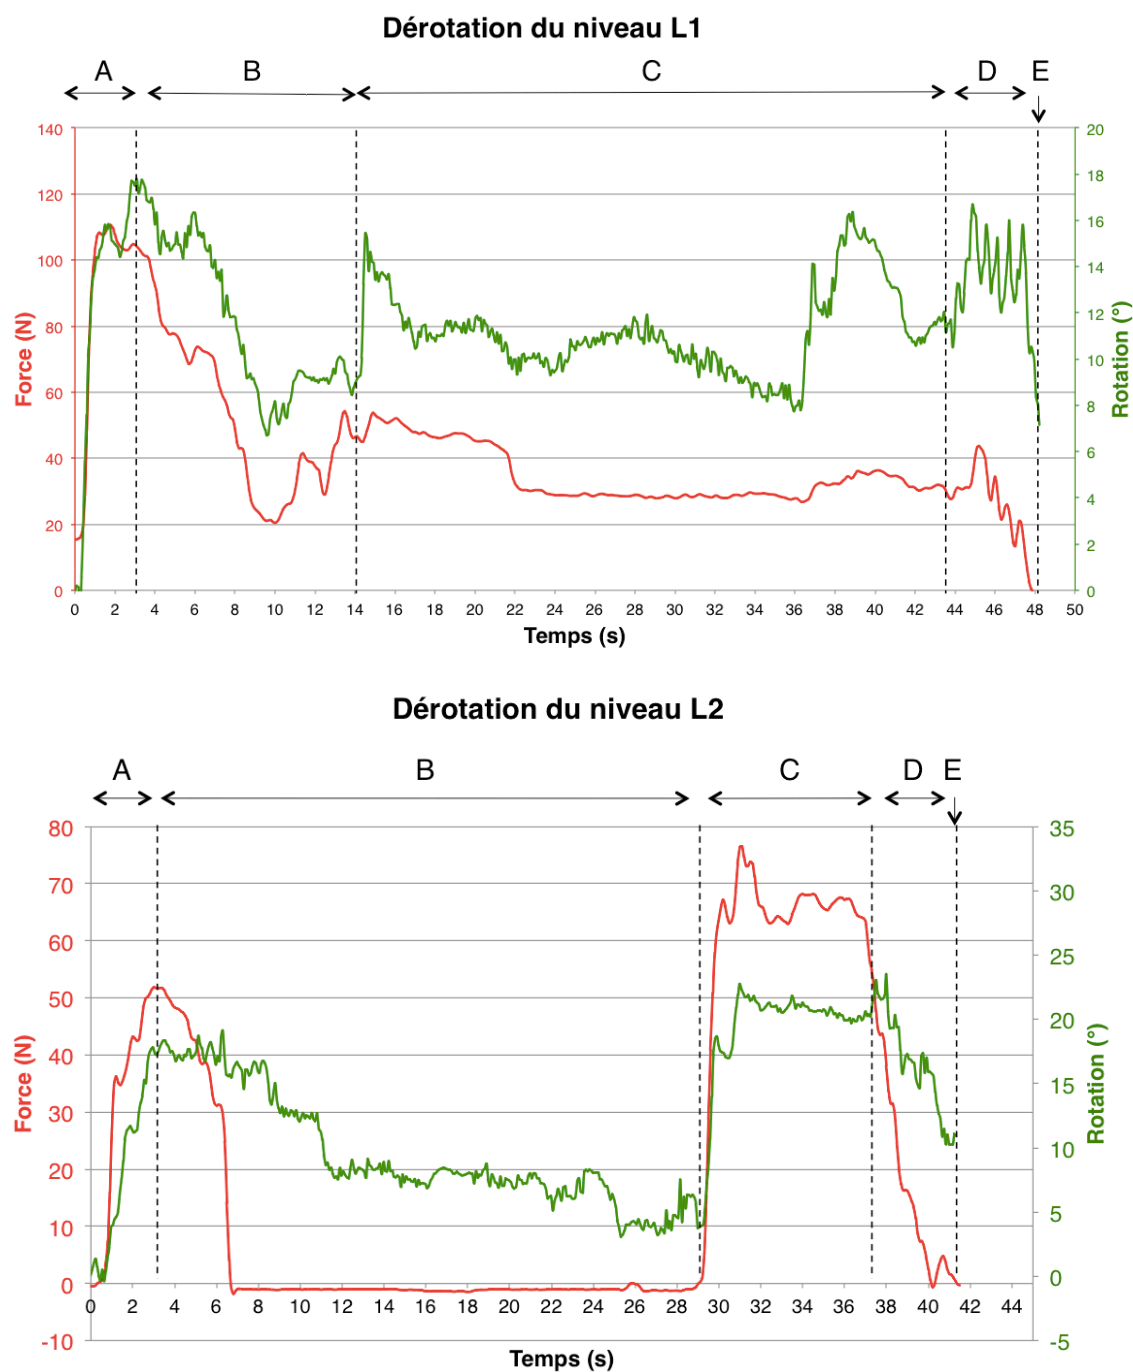 Dérotation du niveau L1
A B C D E
140 20
120 18
100 16
80 14
60 12
40 10
20 8
0 6
4
2
0
Force (N)
Rotation (°)
0 2 4 6 8 10 12 14 16 18 20 22 24 26 28 30 32 34 36 38 40 42 44 46 48 50
Temps (s)
Dérotation du niveau L2
A B C D E
80 35
70 30
60 25
50 20
40 15
30 10
20 5
10 0
0 -5
-10
Force (N)
Rotation (°)
0 2 4 6 8 10 12 14 16 18 20 22 24 26 28 30 32 34 36 38 40 42 44
Temps (s)